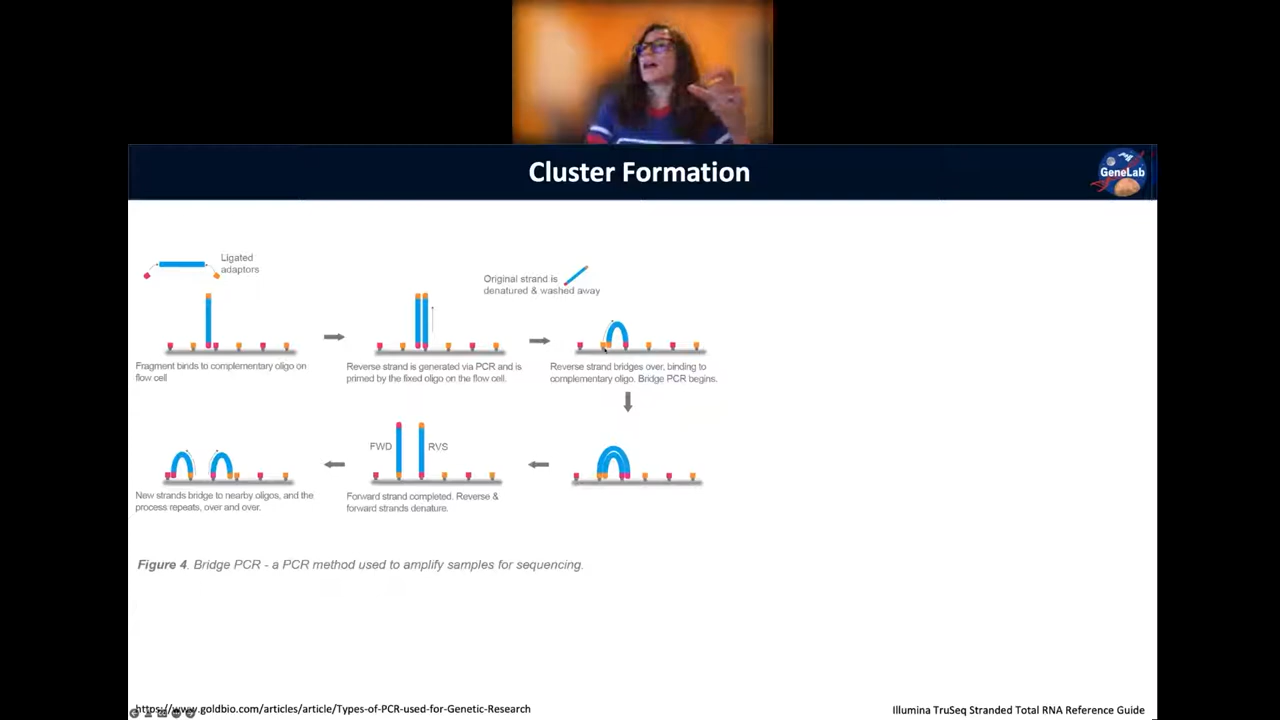 Cluster Formation
GeneLab
Ligated
adaptors
Original strand is
denatured & washed away
Fragment binds to complementary oligo on
flow cell
Reverse strand is generated via PCR and is
primed by the fixed oligo on the flow cell.
Reverse strand bridges over, binding to
complementary oligo. Bridge PCR begins.
FWD
RVS
New strands bridge to nearby oligos, and the
process repeats, over and over.
Forward strand completed. Reverse &
forward strands denature.
Figure 4. Bridge PCR - a PCR method used to amplify samples for sequencing.
https://www.goldbio.com/articles/article/Types-of-PCR-used-for-Genetic-Research
Illumina TruSeq Stranded Total RNA Reference Guide